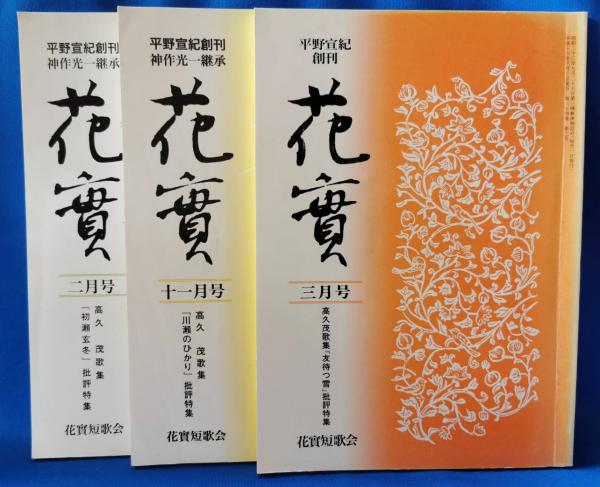 平野宣紀創刊
神作光一継承
花實
二月号
高久 茂歌集
「初瀬玄冬」批評特集
花實短歌会
平野宣紀創刊
神作光一継承
花實
十一月号
高久 茂歌集
「川瀬のひかり」批評特集
花實短歌会
平野宣紀
創刊
花實
三月号
高久茂歌集「友待つ雪」批評特集
花實短歌会